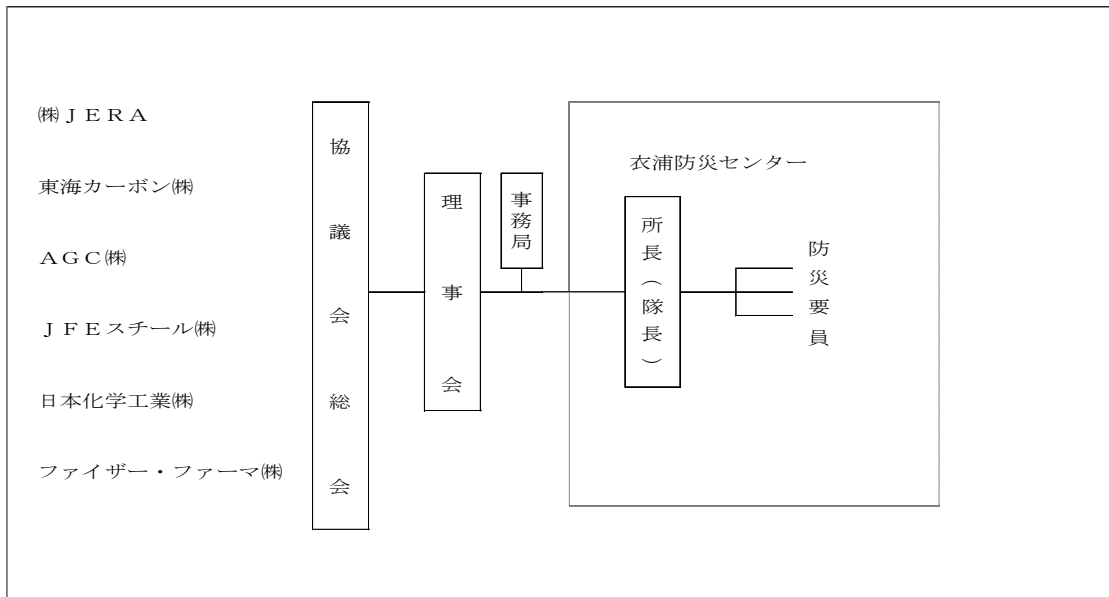 ㈱ＪＥＲＡ
東海カーボン㈱
ＡＧＣ㈱
ＪＦＥスチール㈱
日本化学工業㈱
ファイザー・ファーマ㈱
協議会総会
理事会
事務局
衣浦防災センター
所長（隊長）
防災要員